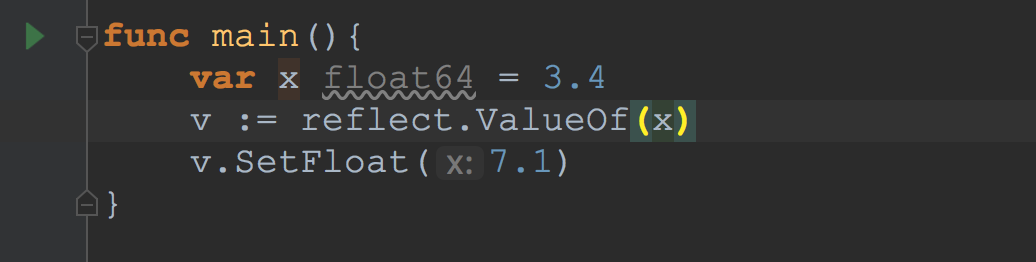 func main(){
var x float64 = 3.4
v := reflect.ValueOf(x)
v.SetFloat( x: 7.1)
}